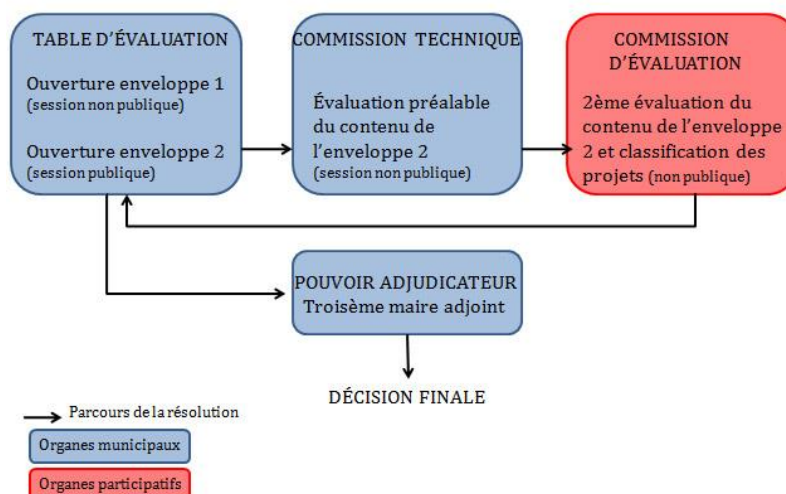 TABLE D'ÉVALUATION
Ouverture enveloppe 1
(session non publique)
Ouverture enveloppe 2
(session publique)
COMMISSION TECHNIQUE
Évaluation préalable
du contenu de
l'enveloppe 2
(session non publique)
COMMISSION
D'ÉVALUATION
2ème évaluation du
contenu de l'enveloppe
2 et classification des
projets (non publique)
POUVOIR ADJUDICATEUR
Troisème maire adjoint
DÉCISION FINALE
Parcours de la résolution
Organes municipaux
Organes participatifs